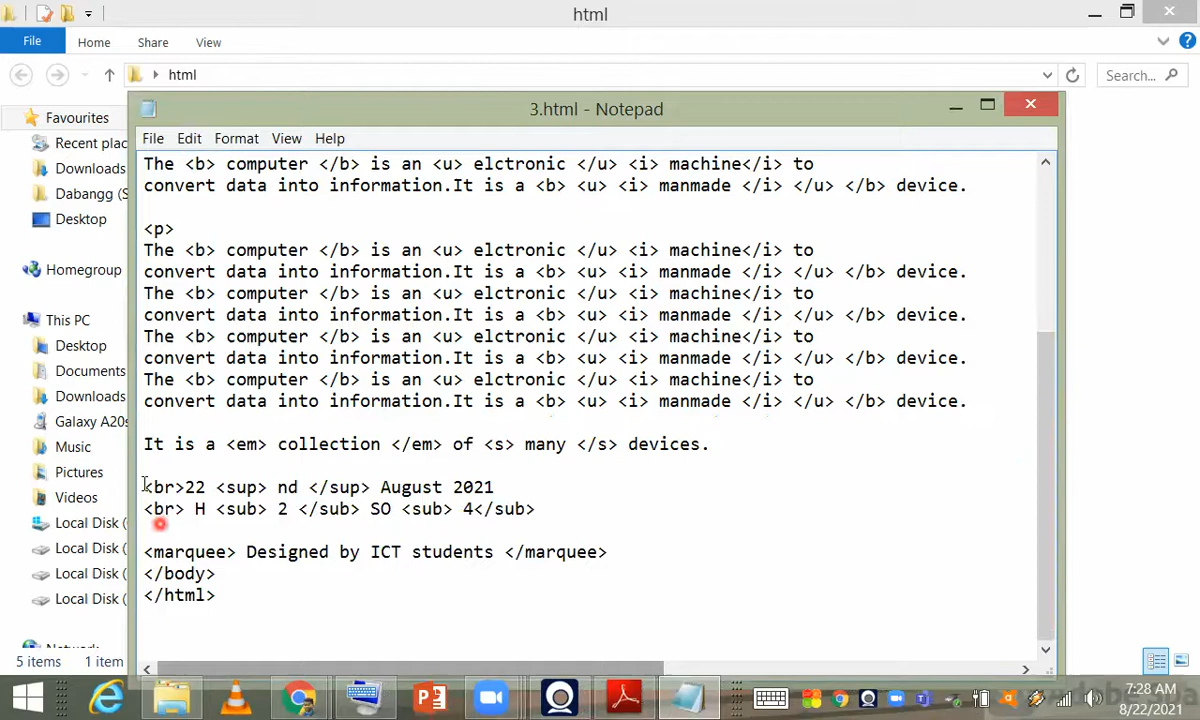 html
File Home Share View
html Search...
Favourites
Recent plac
Downloads
Dabangg (S
Desktop
Homegroup
This PC
Desktop
Documents
Downloads
Galaxy A20s
Music
Pictures
Videos
Local Disk (
Local Disk (
Local Disk (
Local Disk (
Network
5 items 1 item
3.html - Notepad
File Edit Format View Help
The <b> computer </b> is an <u> elctronic </u> <i> machine</i> to
convert data into information.It is a <b> <u> <i> manmade </i> </u> </b> device.
<p>
The <b> computer </b> is an <u> elctronic </u> <i> machine</i> to
convert data into information.It is a <b> <u> <i> manmade </i> </u> </b> device.
The <b> computer </b> is an <u> elctronic </u> <i> machine</i> to
convert data into information.It is a <b> <u> <i> manmade </i> </u> </b> device.
The <b> computer </b> is an <u> elctronic </u> <i> machine</i> to
convert data into information.It is a <b> <u> <i> manmade </i> </u> </b> device.
The <b> computer </b> is an <u> elctronic </u> <i> machine</i> to
convert data into information.It is a <b> <u> <i> manmade </i> </u> </b> device.
It is a <em> collection </em> of <s> many </s> devices.
<br>22 <sup> nd </sup> August 2021
<br> H <sub> 2 </sub> SO <sub> 4</sub>
<marquee> Designed by ICT students </marquee>
</body>
</html>
7:28 AM
8/22/2021